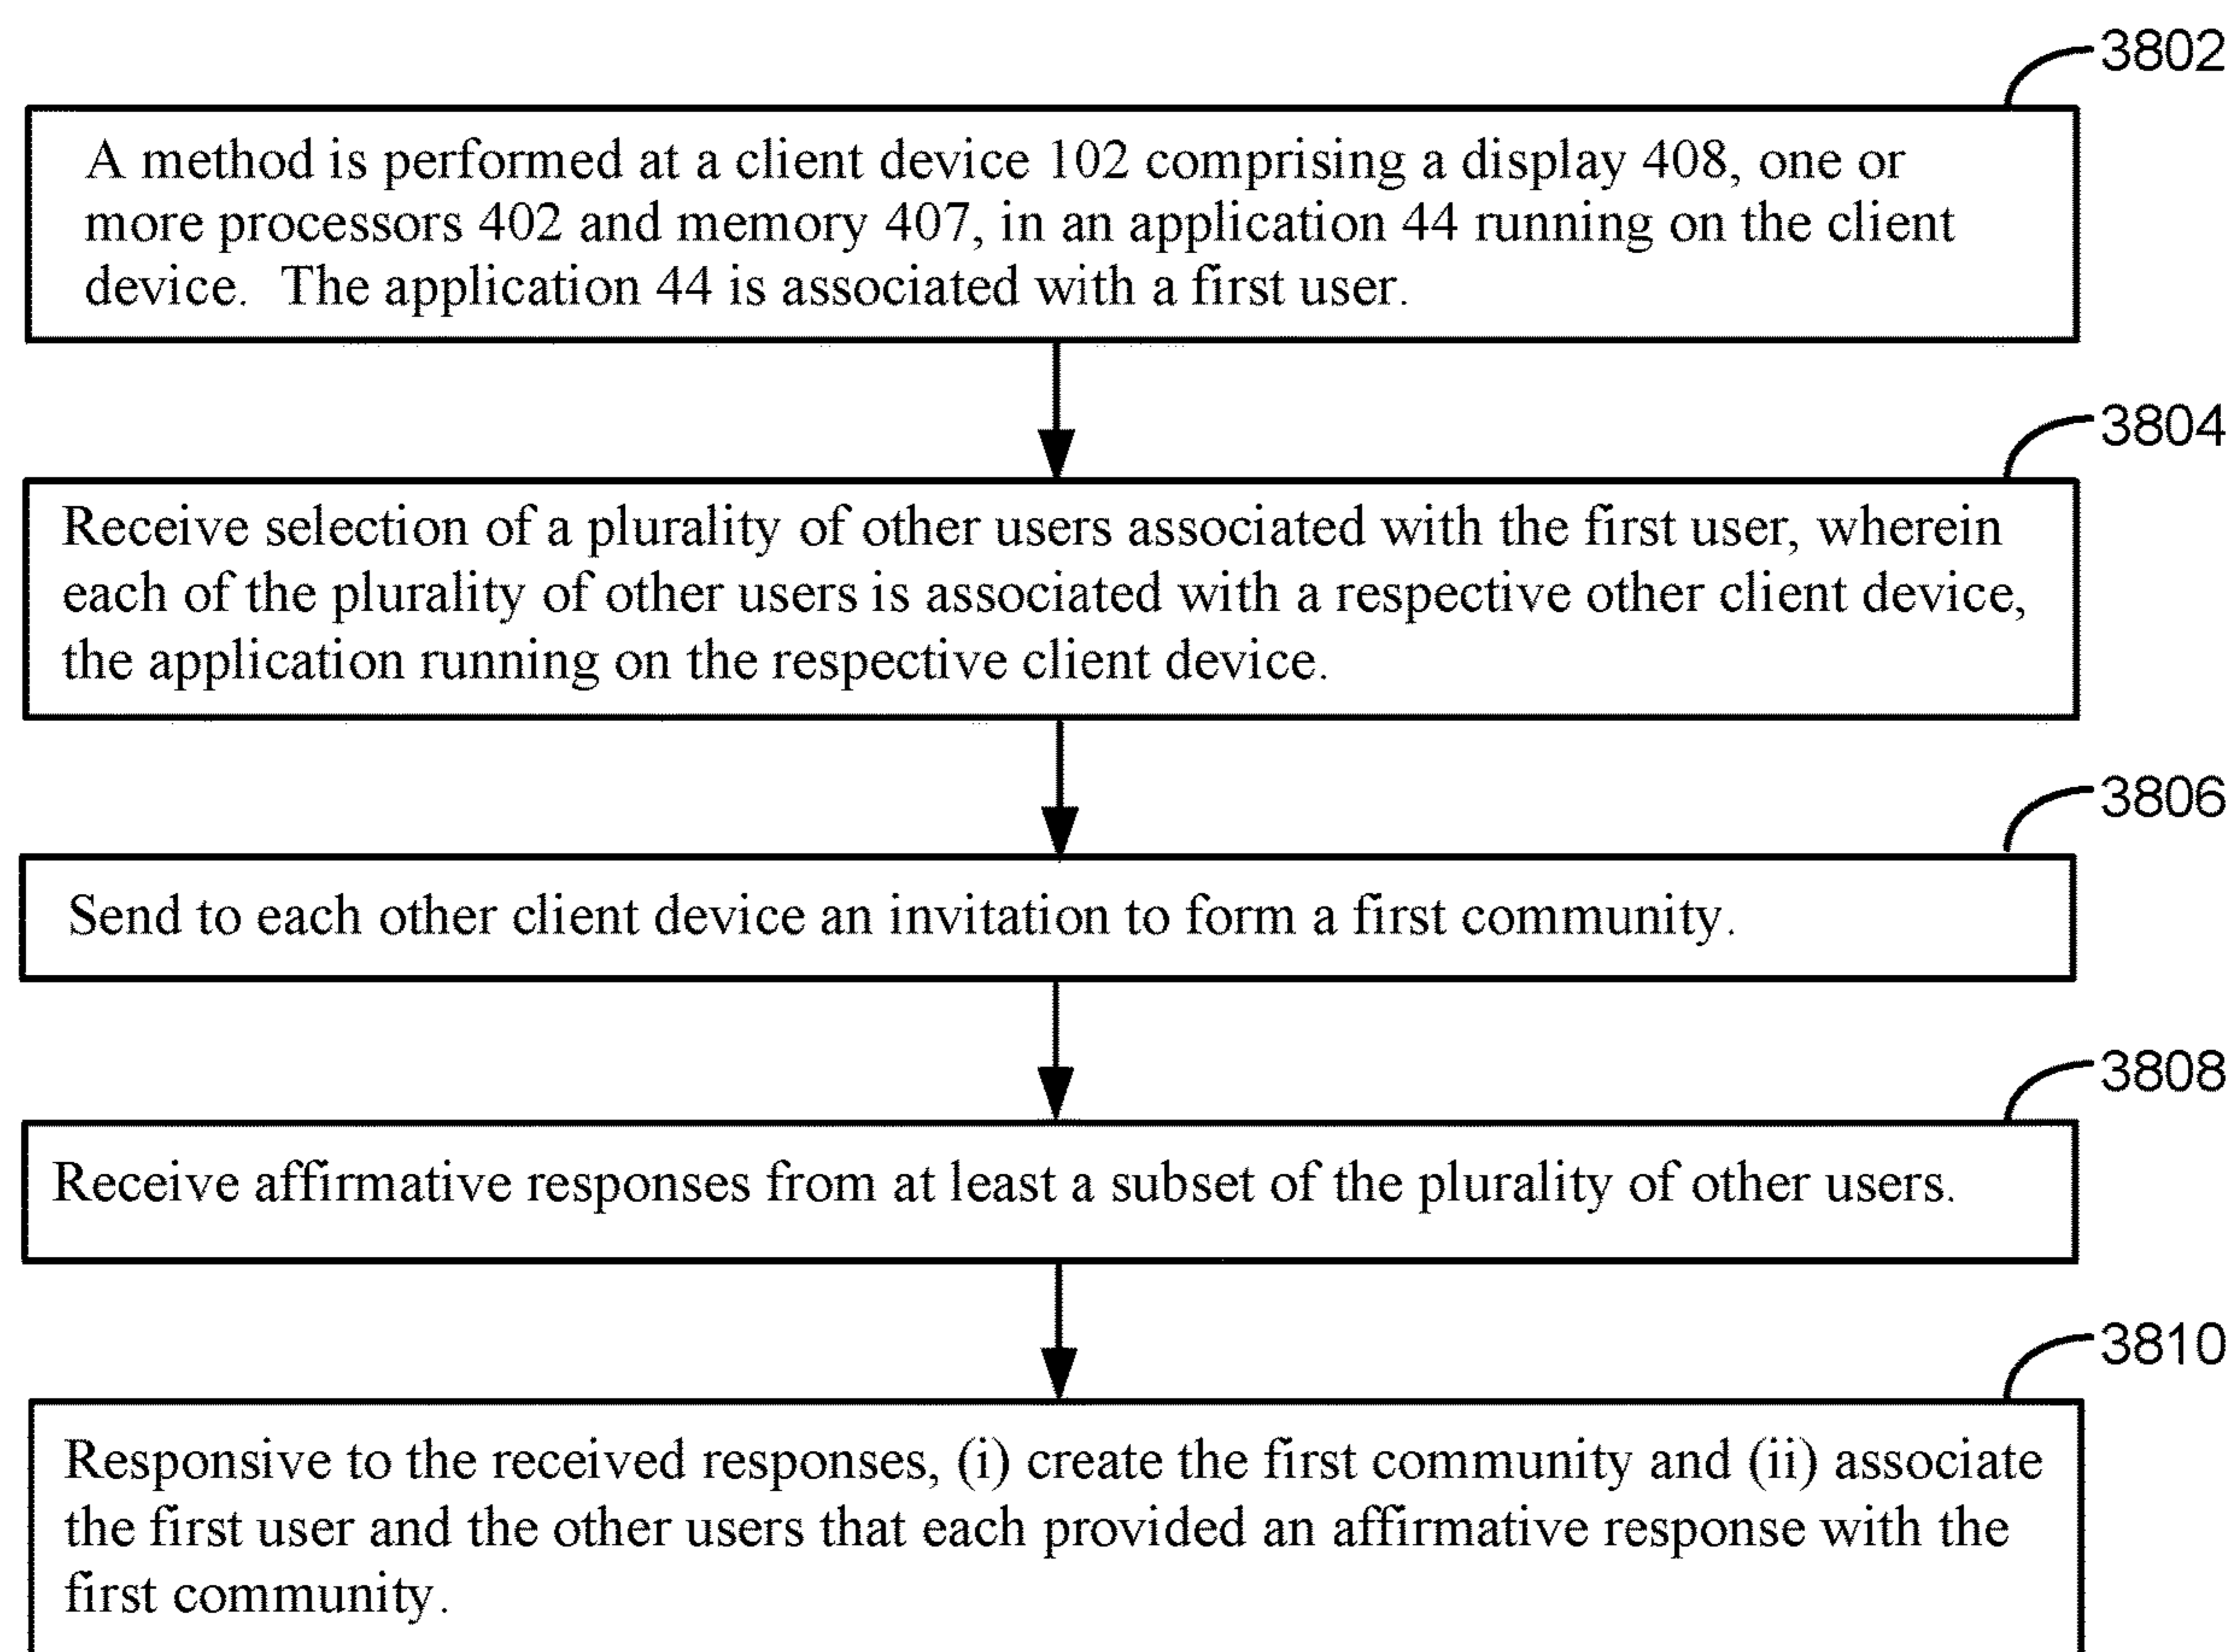 3802
A method is performed at a client device 102 comprising a display 408, one or
more processors 402 and memory 407, in an application 44 running on the client
device.  The application 44 is associated with a first user.
3804
Receive selection of a plurality of other users associated with the first user, wherein
each of the plurality of other users is associated with a respective other client device,
the application running on the respective client device.
3806
Send to each other client device an invitation to form a first community.
3808
Receive affirmative responses from at least a subset of the plurality of other users.
3810
Responsive to the received responses, (i) create the first community and (ii) associate
the first user and the other users that each provided an affirmative response with the
first community.